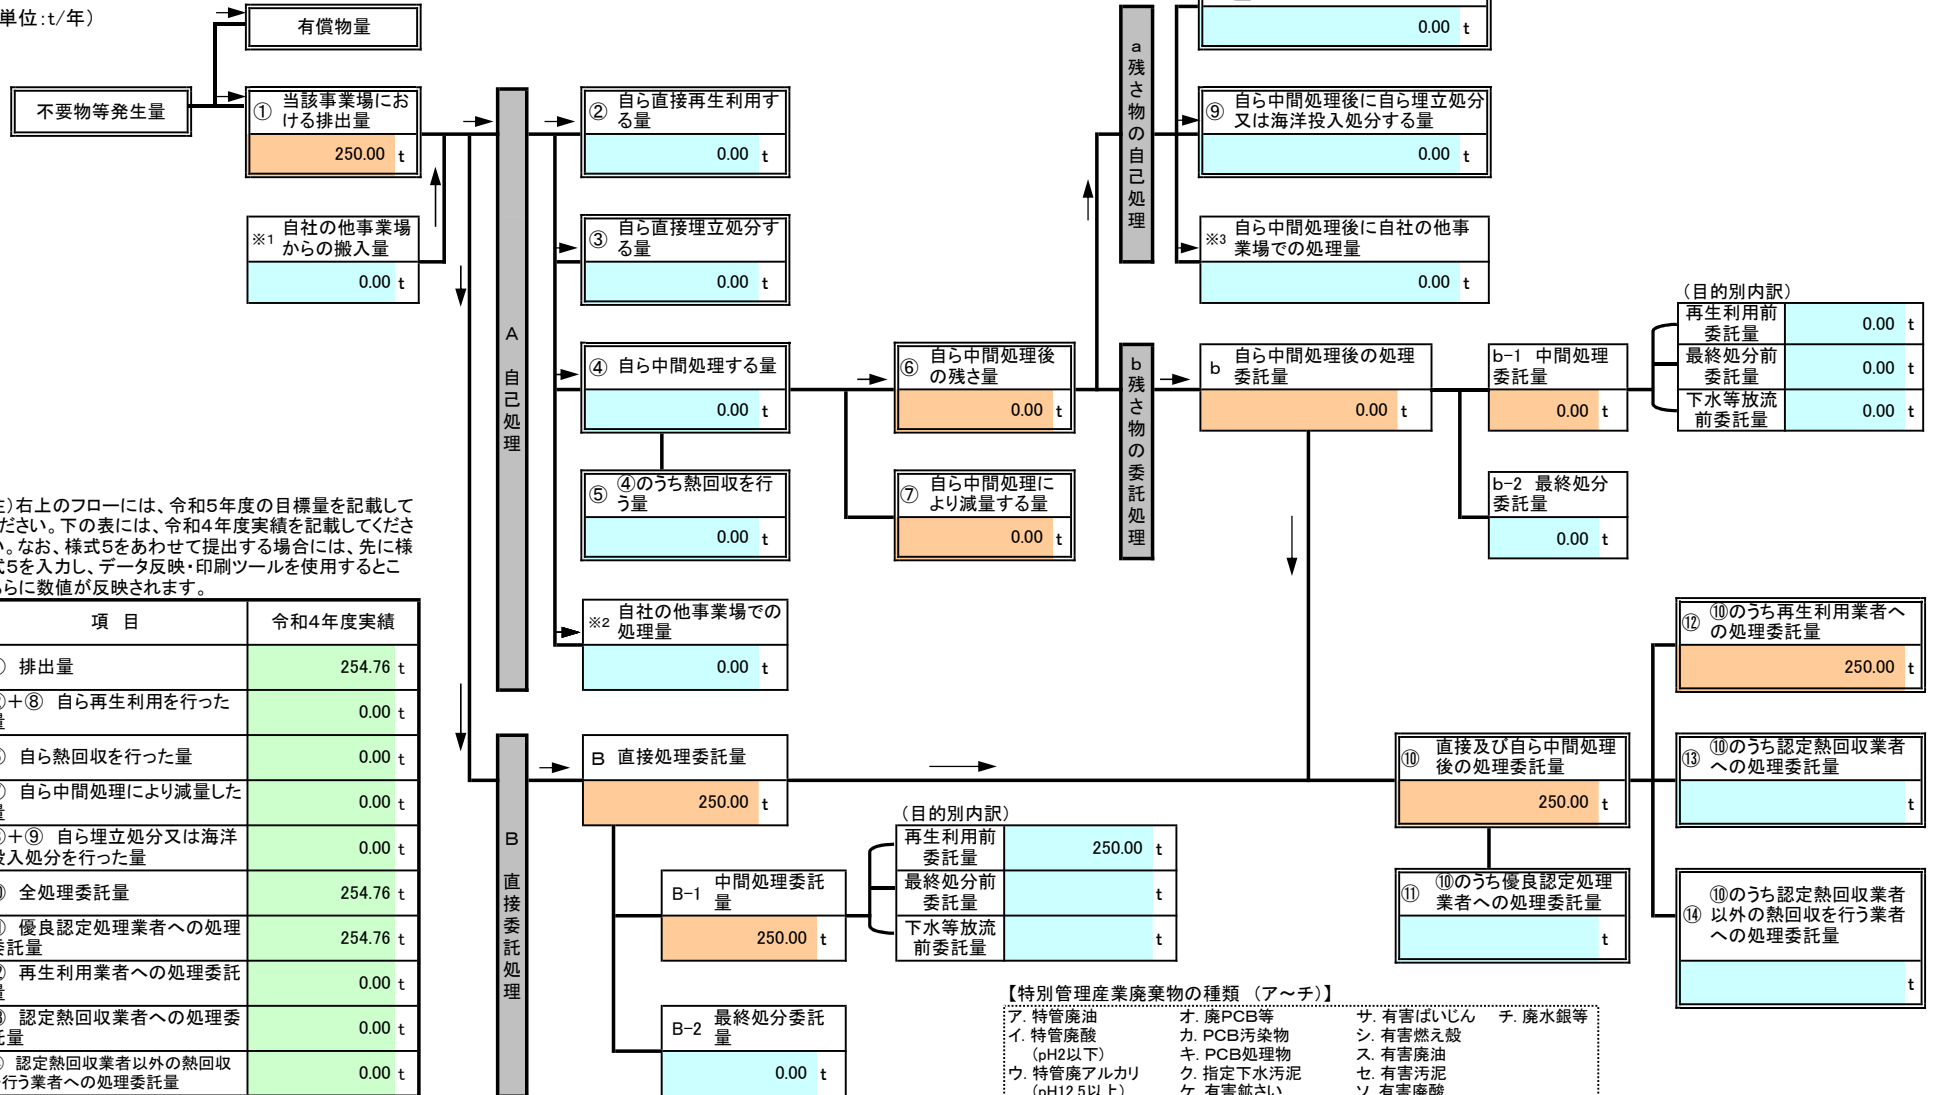 単位:t/年)
有償物量
不要物等発生量
① 当該事業場にお
ける排出量
250.00 t
※1 自社の他事業場
からの搬入量
0.00 t
A 自己処理
② 自ら直接再生利用す
る量
0.00 t
③ 自ら直接埋立処分す
る量
0.00 t
④ 自ら中間処理する量
0.00 t
⑤ ④のうち熱回収を行
う量
0.00 t
※2 自社の他事業場での
処理量
0.00 t
⑥ 自ら中間処理後
の残さ量
0.00 t
⑦ 自ら中間処理に
より減量する量
0.00 t
a 残さ物の自己処理
0.00 t
⑨ 自ら中間処理後に自ら埋立処分
又は海洋投入処分する量
0.00 t
※3 自ら中間処理後に自社の他事
業場での処理量
0.00 t
b 残さ物の委託処理
b 自ら中間処理後の処理
委託量
0.00 t
b-1 中間処理
委託量
0.00 t
(目的別内訳)
再生利用前
委託量
0.00 t
最終処分前
委託量
0.00 t
下水等放流
前委託量
0.00 t
b-2 最終処分
委託量
0.00 t
)右上のフローには、令和5年度の目標量を記載して
ださい。下の表には、令和4年度実績を記載してくださ
。なお、様式5をあわせて提出する場合には、先に様
式5を入力し、データ反映・印刷ツールを使用するとこ
らに数値が反映されます。
項 目 令和4年度実績
排出量 254.76 t
+⑧ 自ら再生利用を行った
量 0.00 t
自ら熱回収を行った量 0.00 t
自ら中間処理により減量した
量 0.00 t
+⑨ 自ら埋立処分又は海洋
投入処分を行った量 0.00 t
全処理委託量 254.76 t
優良認定処理業者への処理
委託量 254.76 t
再生利用業者への処理委託
量 0.00 t
認定熱回収業者への処理委
託量 0.00 t
認定熱回収業者以外の熱回収
行う業者への処理委託量 0.00 t
B 直接委託処理
B 直接処理委託量
250.00 t
B-1 中間処理委託
量
250.00 t
(目的別内訳)
再生利用前
委託量
250.00 t
最終処分前
委託量
t
下水等放流
前委託量
t
B-2 最終処分委託
量
0.00 t
⑩ 直接及び自ら中間処理
後の処理委託量
250.00 t
⑪ ⑩のうち優良認定処理
業者への処理委託量
t
⑫ ⑩のうち再生利用業者へ
の処理委託量
250.00 t
⑬ ⑩のうち認定熱回収業者
への処理委託量
t
⑭ ⑩のうち認定熱回収業者
以外の熱回収を行う業者
への処理委託量
t
【特別管理産業廃棄物の種類 (ア~チ)】
ア. 特管廃油 オ. 廃PCB等 サ. 有害ばいじん チ. 廃水銀等
イ. 特管廃酸 カ. PCB汚染物 シ. 有害燃え殻
(pH2以下) キ. PCB処理物 ス. 有害廃油
ウ. 特管廃アルカリ ク. 指定下水汚泥 セ. 有害汚泥
(pH12.5以上) ケ. 有害鉱さい ソ. 有害廃酸